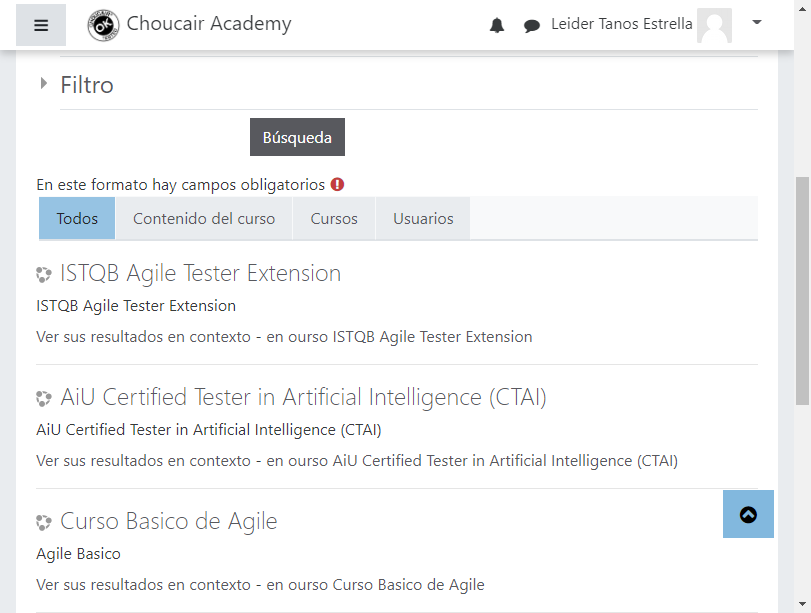 Choucair Academy
Leider Tanos Estrella
Filtro
Búsqueda
En este formato hay campos obligatorios
Todos
Contenido del curso
Cursos
Usuarios
ISTQB Agile Tester Extension
ISTQB Agile Tester Extension
Ver sus resultados en contexto - en ourso ISTQB Agile Tester Extension
AiU Certified Tester in Artificial Intelligence (CTAI)
AiU Certified Tester in Artificial Intelligence (CTAI)
Ver sus resultados en contexto - en ourso AiU Certified Tester in Artificial Intelligence (CTAI)
Curso Basico de Agile
Agile Basico
Ver sus resultados en contexto - en ourso Curso Basico de Agile